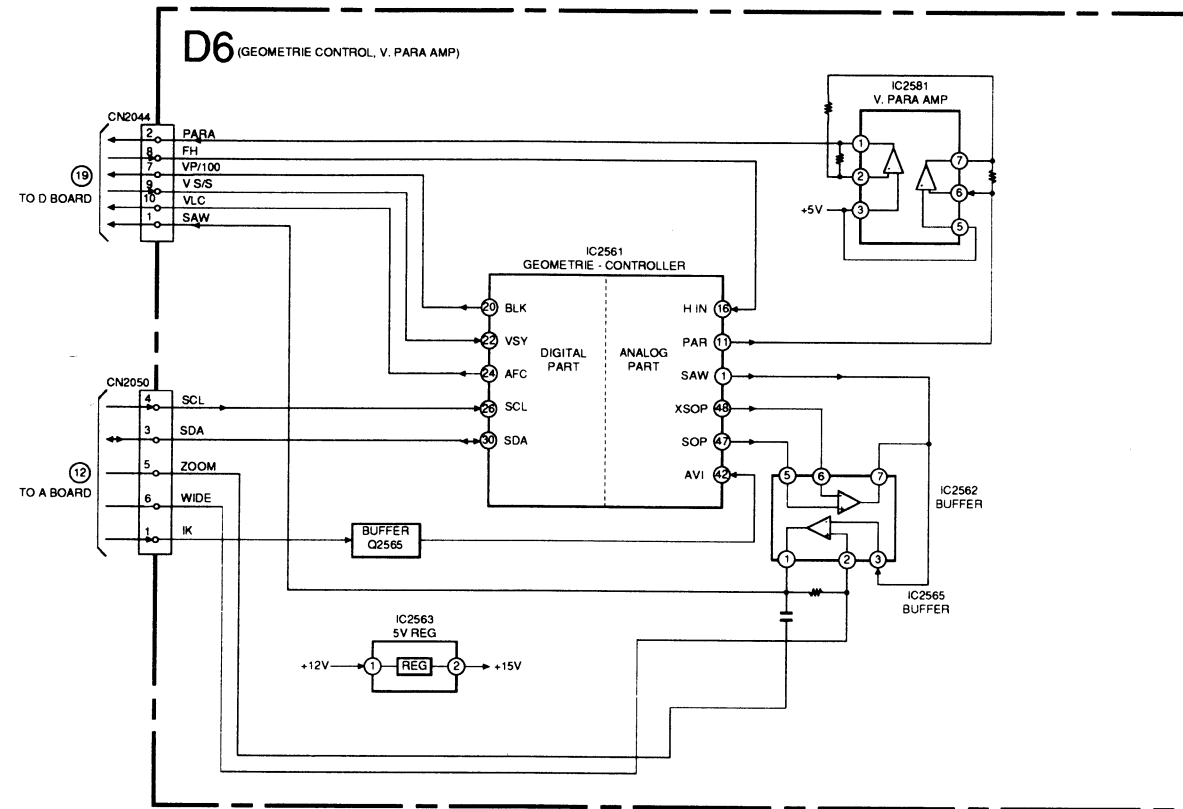 D6 (GEOMETRIE CONTROL, V. PARA AMP)
CN2044
2 PARA
8 FH
7 VP/100
9 V S/S
10 VLC
1 SAW
19
TO D BOARD
IC2581
V. PARA AMP
1
2
+5V 3
7
6
5
IC2561
GEOMETRIE - CONTROLLER
20 BLK
22 VSY
24 AFC
26 SCL
30 SDA
DIGITAL
PART
ANALOG
PART
H IN 16
PAR 11
SAW 1
XSOP 48
SOP 47
AVI 42
CN2050
4 SCL
3 SDA
5 ZOOM
6 WIDE
1 IK
12
TO A BOARD
BUFFER
Q2565
5 6 7
IC2562
BUFFER
- +
- +
1 2 3
IC2565
BUFFER
IC2563
5V REG
+12V 1 REG 2 +15V